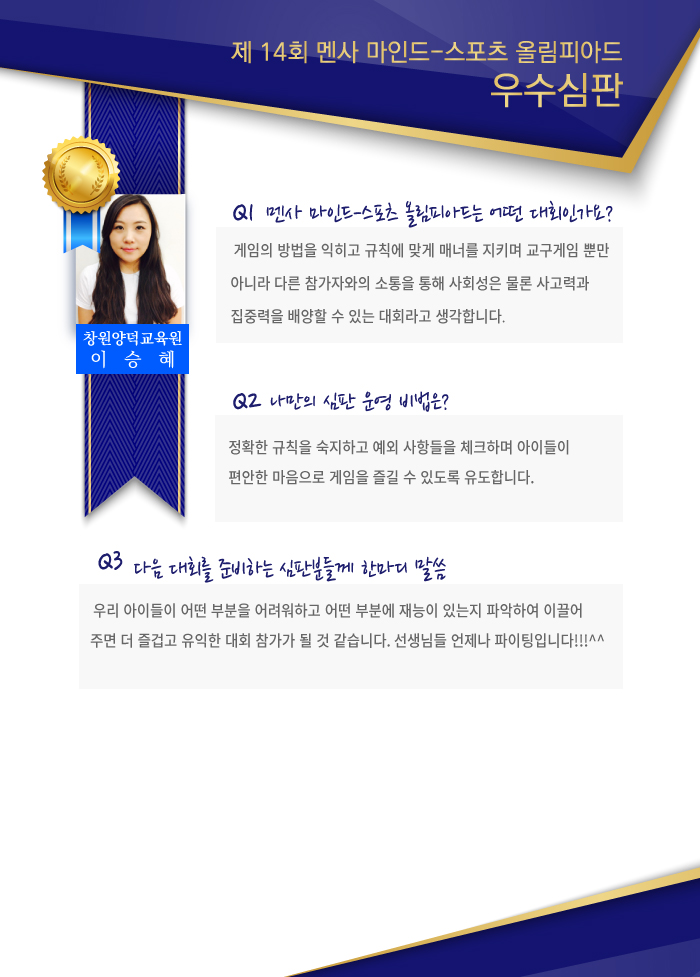 제 14회 멘사 마인드-스포츠 올림피아드
우수심판
창원양덕교육원
이 승 혜
Q1 멘사 마인드-스포츠 올림피아드는 어떤 대회인가요?
게임의 방법을 익히고 규칙에 맞게 매너를 지키며 교구게임 뿐만
아니라 다른 참가자와의 소통을 통해 사회성은 물론 사고력과
집중력을 배양할 수 있는 대회라고 생각합니다.
Q2 나만의 심판 운영 비법은?
정확한 규칙을 숙지하고 예외 사항들을 체크하며 아이들이
편안한 마음으로 게임을 즐길 수 있도록 유도합니다.
Q3 다음 대회를 준비하는 심판분들께 한마디 말씀
우리 아이들이 어떤 부분을 어려워하고 어떤 부분에 재능이 있는지 파악하여 이끌어
주면 더 즐겁고 유익한 대회 참가가 될 것 같습니다. 선생님들 언제나 파이팅입니다!!!^^